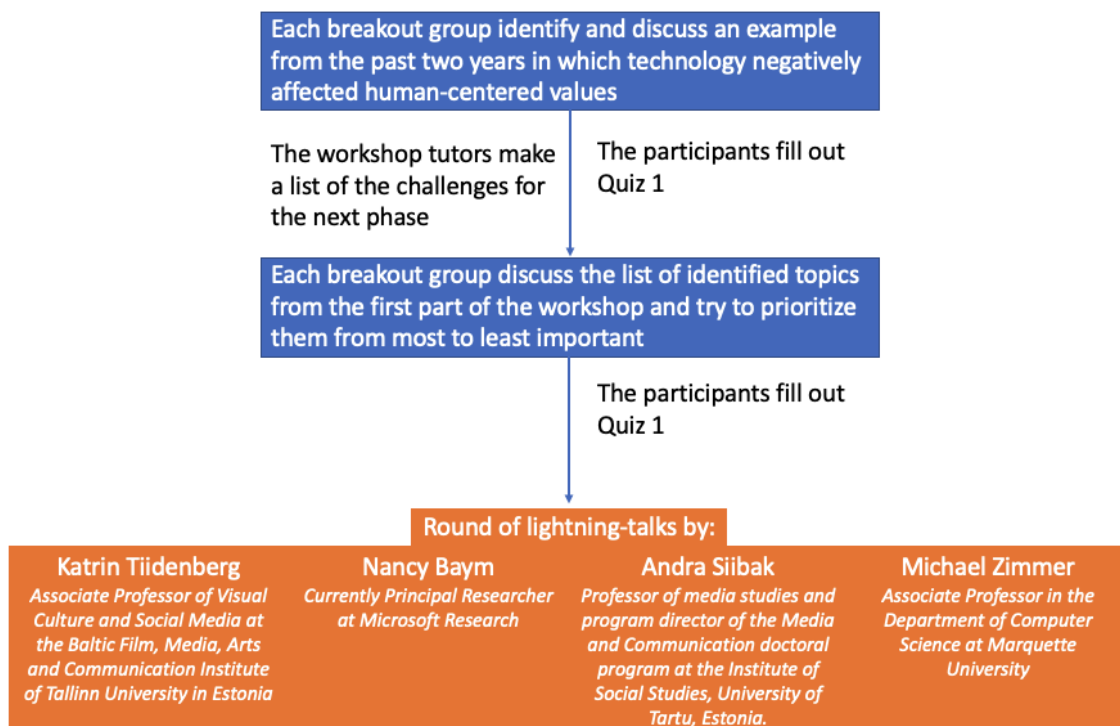 Each breakout group identify and discuss an example
from the past two years in which technology negatively
affected human-centered values
The workshop tutors make
a list of the challenges for
the next phase
The participants fill out
Quiz 1
Each breakout group discuss the list of identified topics
from the first part of the workshop and try to prioritize
them from most to least important
The participants fill out
Quiz 1
Round of lightning-talks by:
Katrin Tiidenberg
Associate Professor of Visual
Culture and Social Media at
the Baltic Film, Media, Arts
and Communication Institute
of Tallinn University in Estonia
Nancy Baym
Currently Principal Researcher
at Microsoft Research
Andra Siibak
Professor of media studies and
program director of the Media
and Communication doctoral
program at the Institute of
Social Studies, University of
Tartu, Estonia.
Michael Zimmer
Associate Professor in the
Department of Computer
Science at Marquette
University